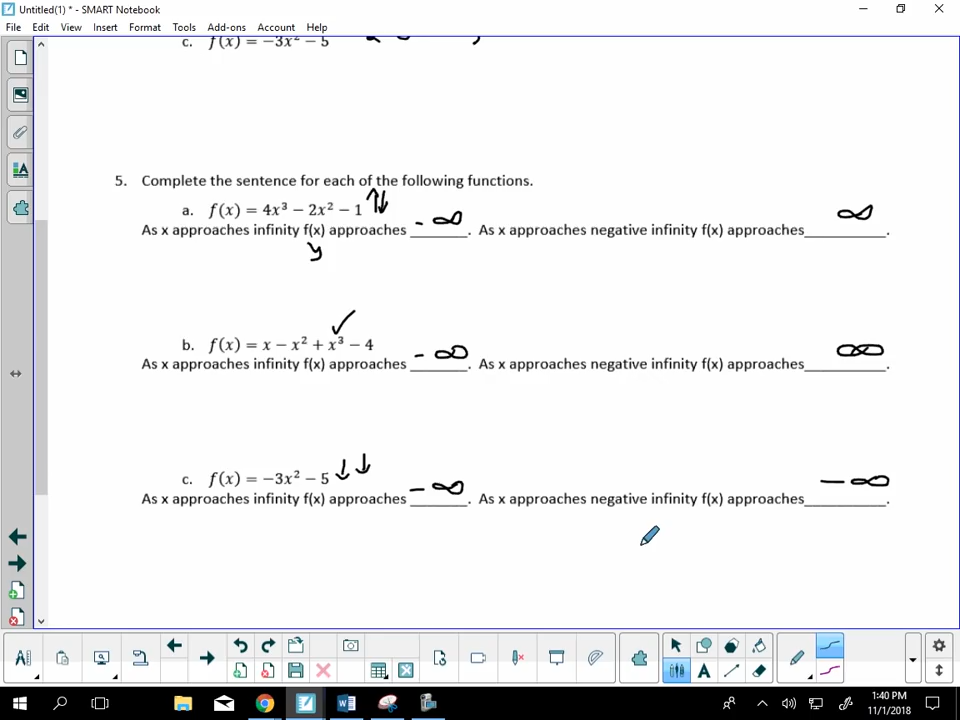 Untitled(1) * - SMART Notebook
File Edit View Insert Format Tools Add-ons Account Help
c. f(x) = −3x² − 5
5. Complete the sentence for each of the following functions.
a. f(x) = 4x³ − 2x² − 1 ↑↓
As x approaches infinity f(x) approaches - ∞. As x approaches negative infinity f(x) approaches ∞.
y
b. f(x) = x − x² + x³ − 4 ✓
As x approaches infinity f(x) approaches - ∞. As x approaches negative infinity f(x) approaches ∞.
c. f(x) = −3x² − 5 ↓↓
As x approaches infinity f(x) approaches - ∞. As x approaches negative infinity f(x) approaches - ∞.
1:40 PM
11/1/2018